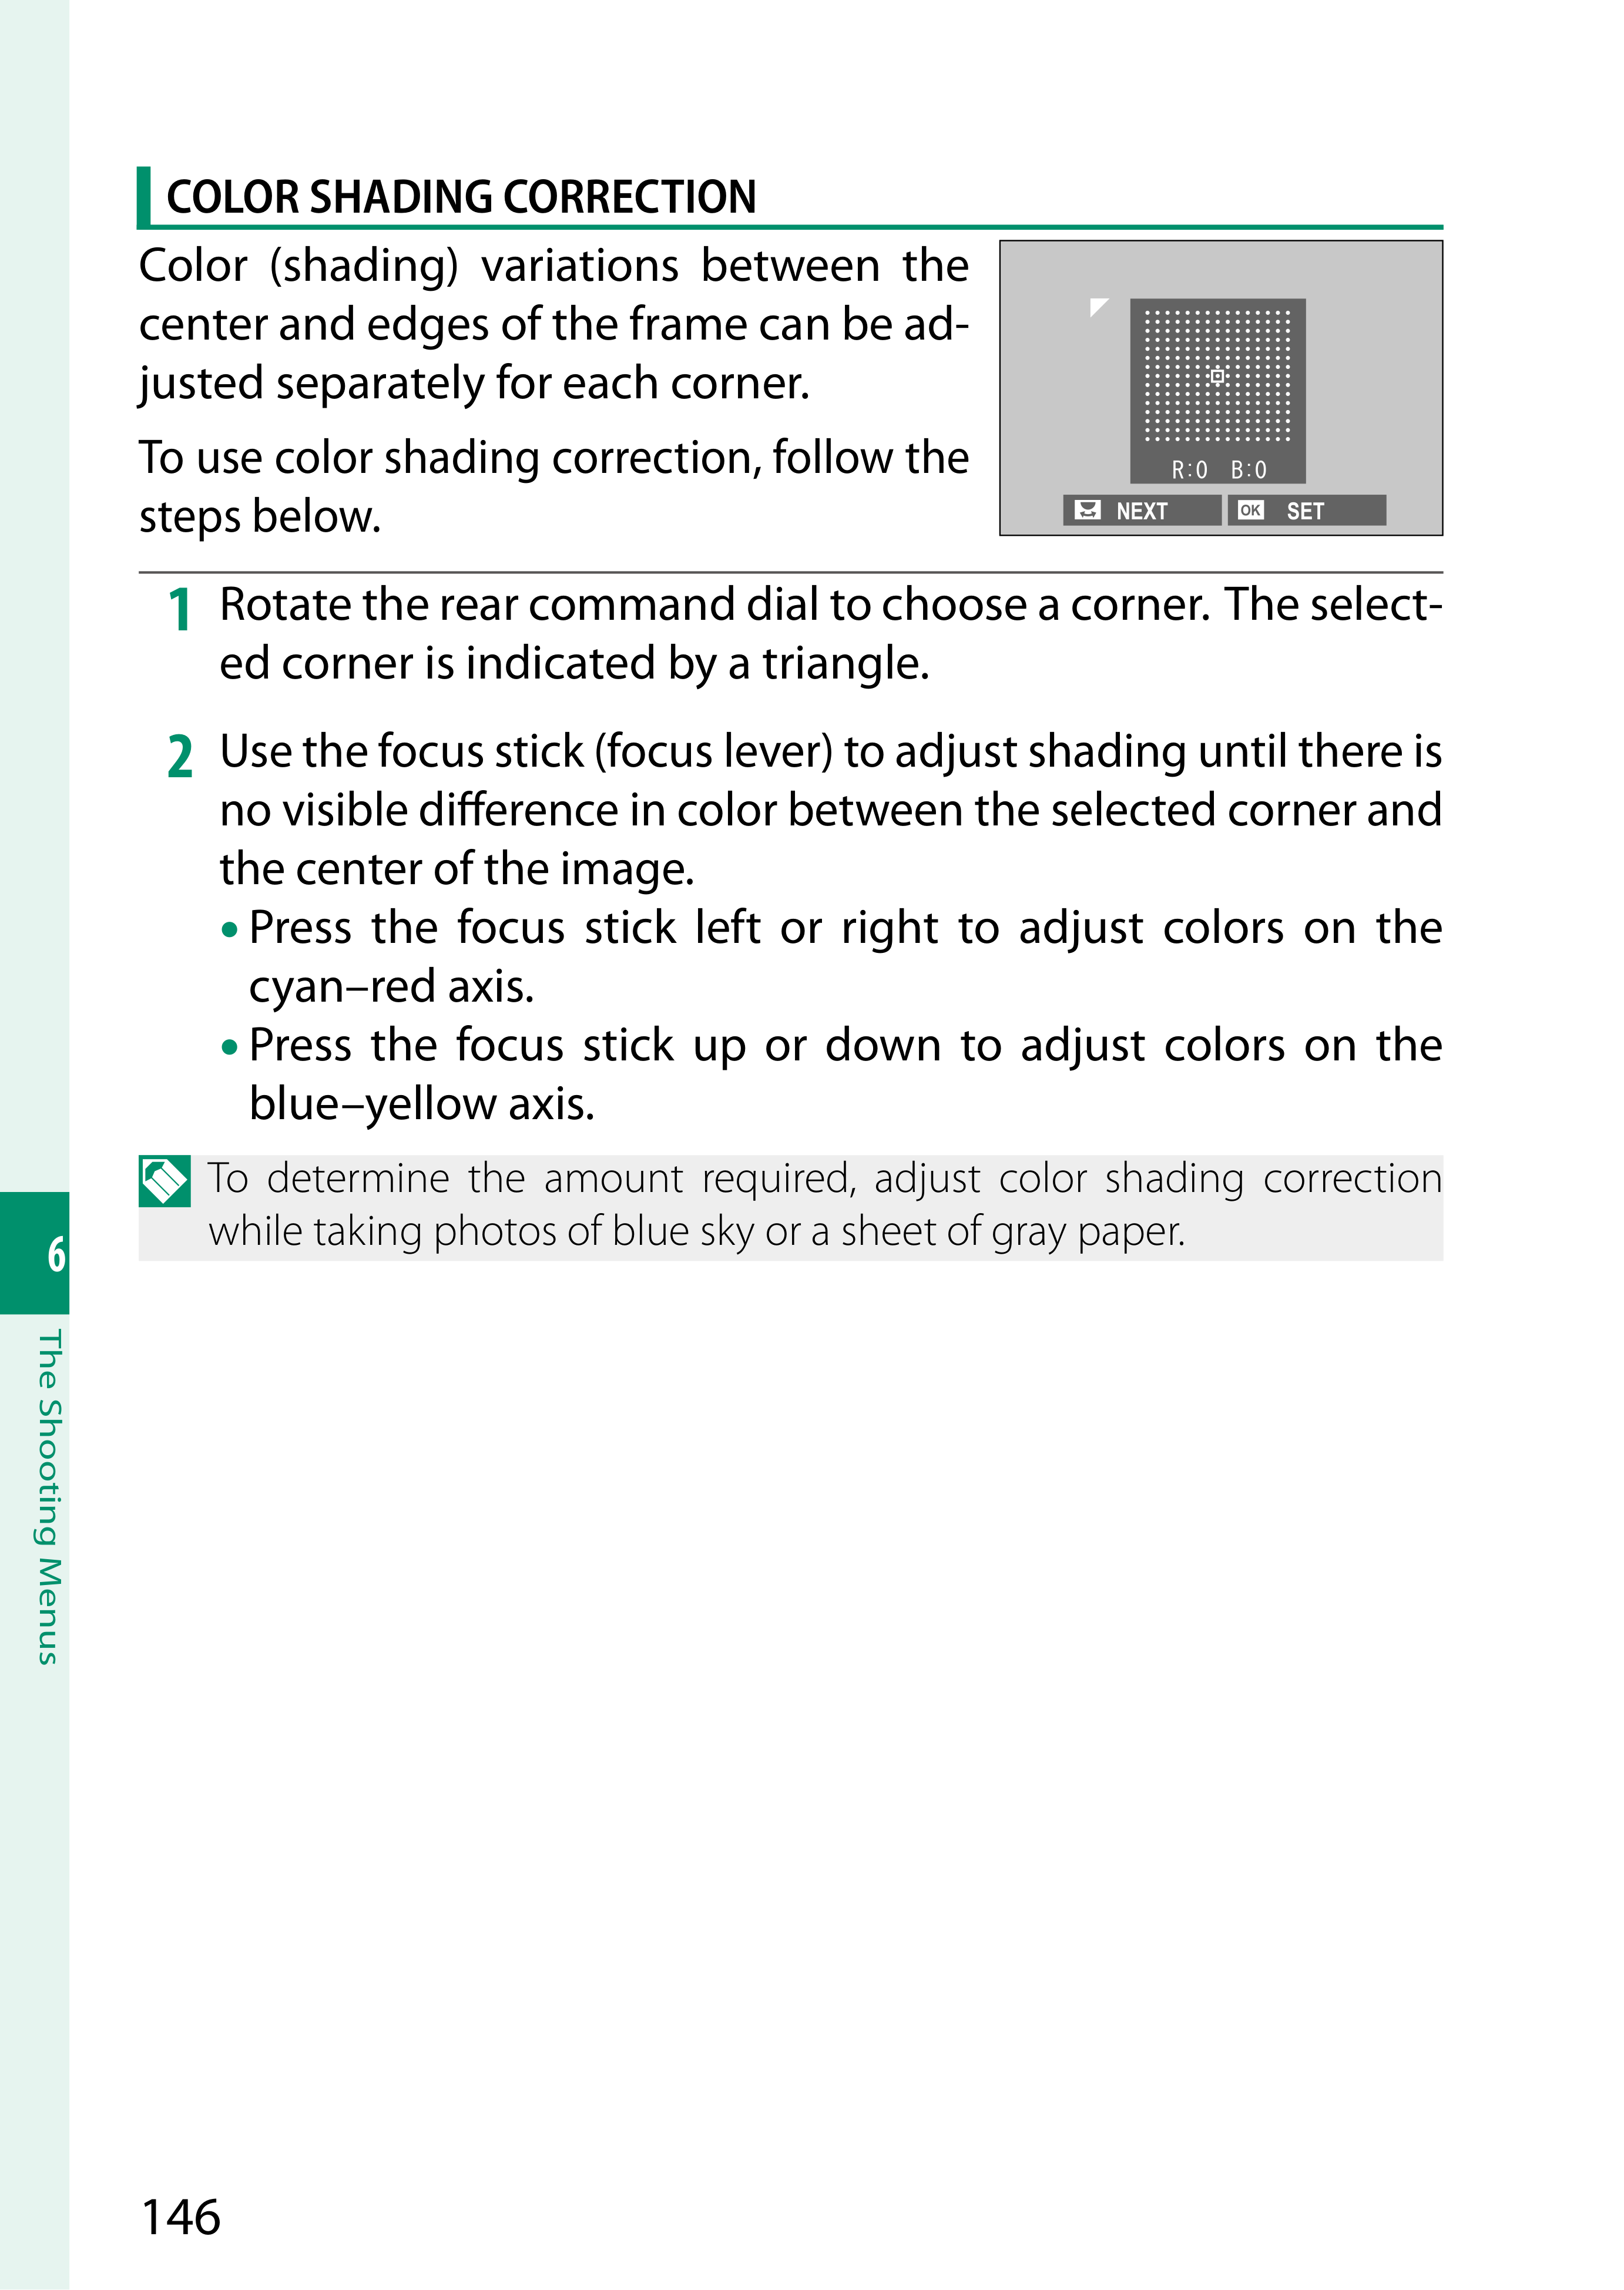 COLOR SHADING CORRECTION
Color (shading) variations between the
center and edges of the frame can be ad-
justed separately for each corner.
To use color shading correction, follow the
steps below.
R:0 B:0
NEXT
OK SET
1 Rotate the rear command dial to choose a corner. The select-
ed corner is indicated by a triangle.
2 Use the focus stick (focus lever) to adjust shading until there is
no visible difference in color between the selected corner and
the center of the image.
• Press the focus stick left or right to adjust colors on the
cyan–red axis.
• Press the focus stick up or down to adjust colors on the
blue–yellow axis.
To determine the amount required, adjust color shading correction
while taking photos of blue sky or a sheet of gray paper.
6
The Shooting Menus
146